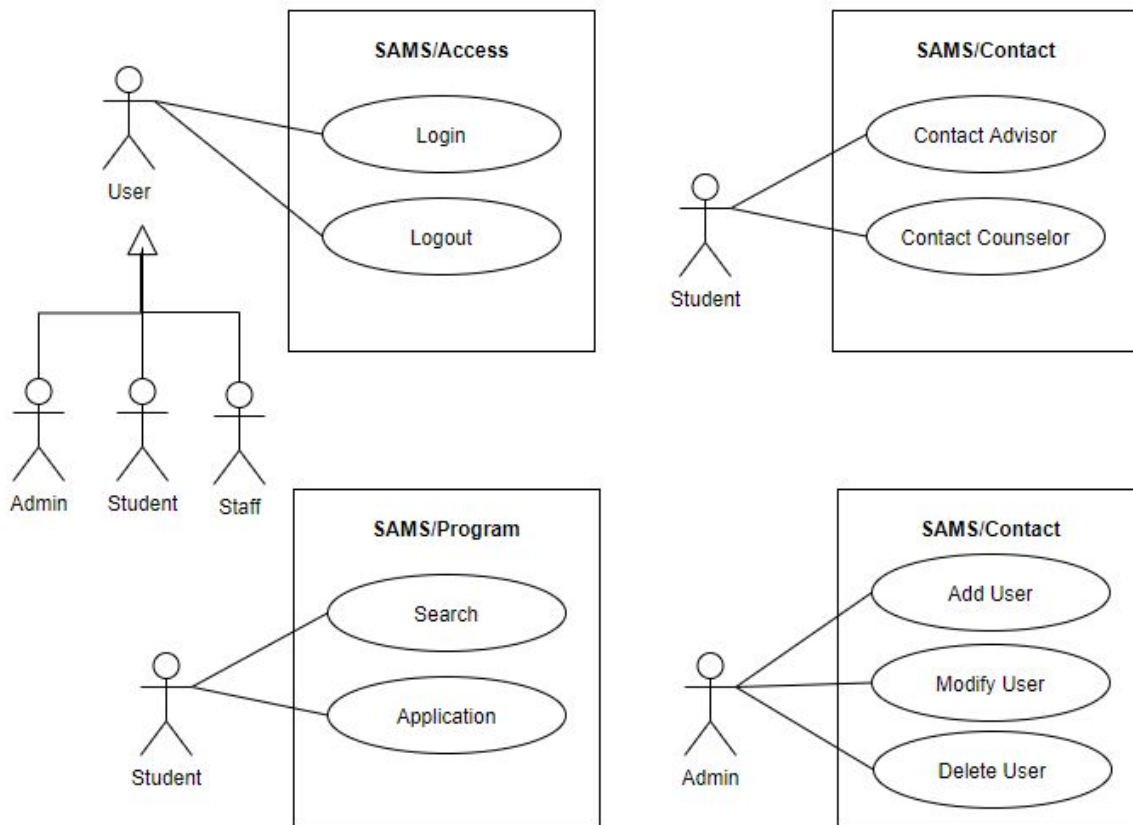 SAMS/Access
Login
User
Logout
Admin
Student
Staff
SAMS/Contact
Contact Advisor
Contact Counselor
Student
SAMS/Program
Search
Application
Student
SAMS/Contact
Add User
Modify User
Admin
Delete User